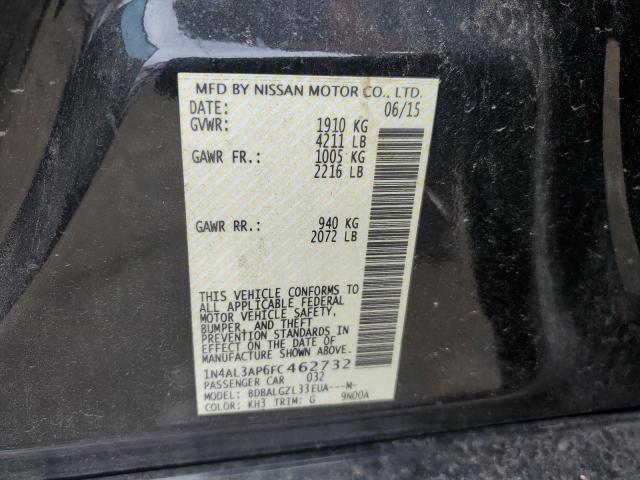 MFD BY NISSAN MOTOR CO., LTD.
DATE: 06/15
GVWR: 1910 KG
4211 LB
GAWR FR.: 1005 KG
2216 LB
GAWR RR.: 940 KG
2072 LB
THIS VEHICLE CONFORMS TO
ALL APPLICABLE FEDERAL
MOTOR VEHICLE SAFETY,
BUMPER, AND THEFT
PREVENTION STANDARDS IN
EFFECT ON THE DATE OF
MANUFACTURE SHOWN ABOVE.
1N4AL3AP6FC462732
PASSENGER CAR 032
MODEL: BDBALGZL33EUA---M-
COLOR: KH3 TRIM: G 9N00A